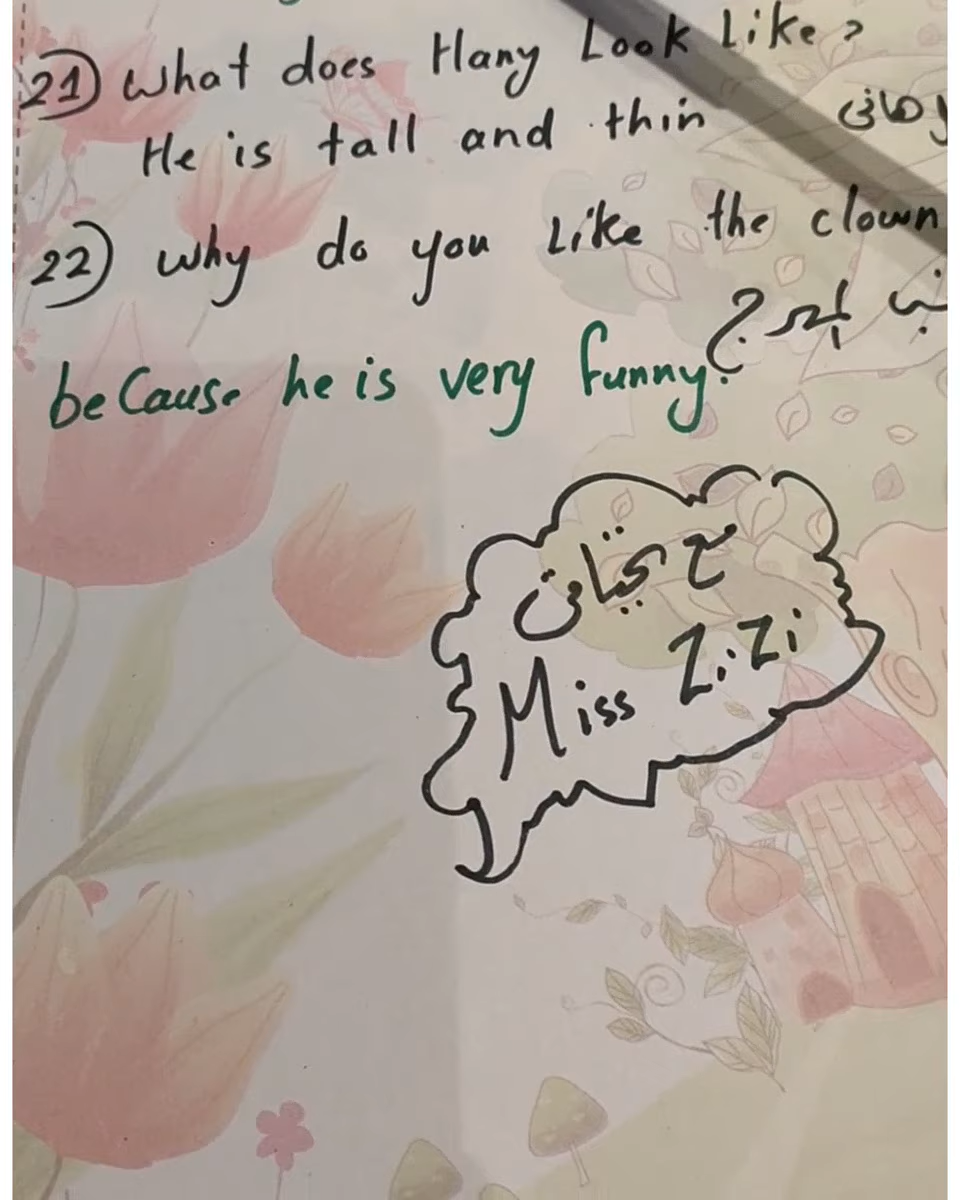 21) What does Hany Look Like ?
He is tall and thin
22) why do you Like the clown
?
because he is very funny.
مع تحياتى
Miss ZiZi